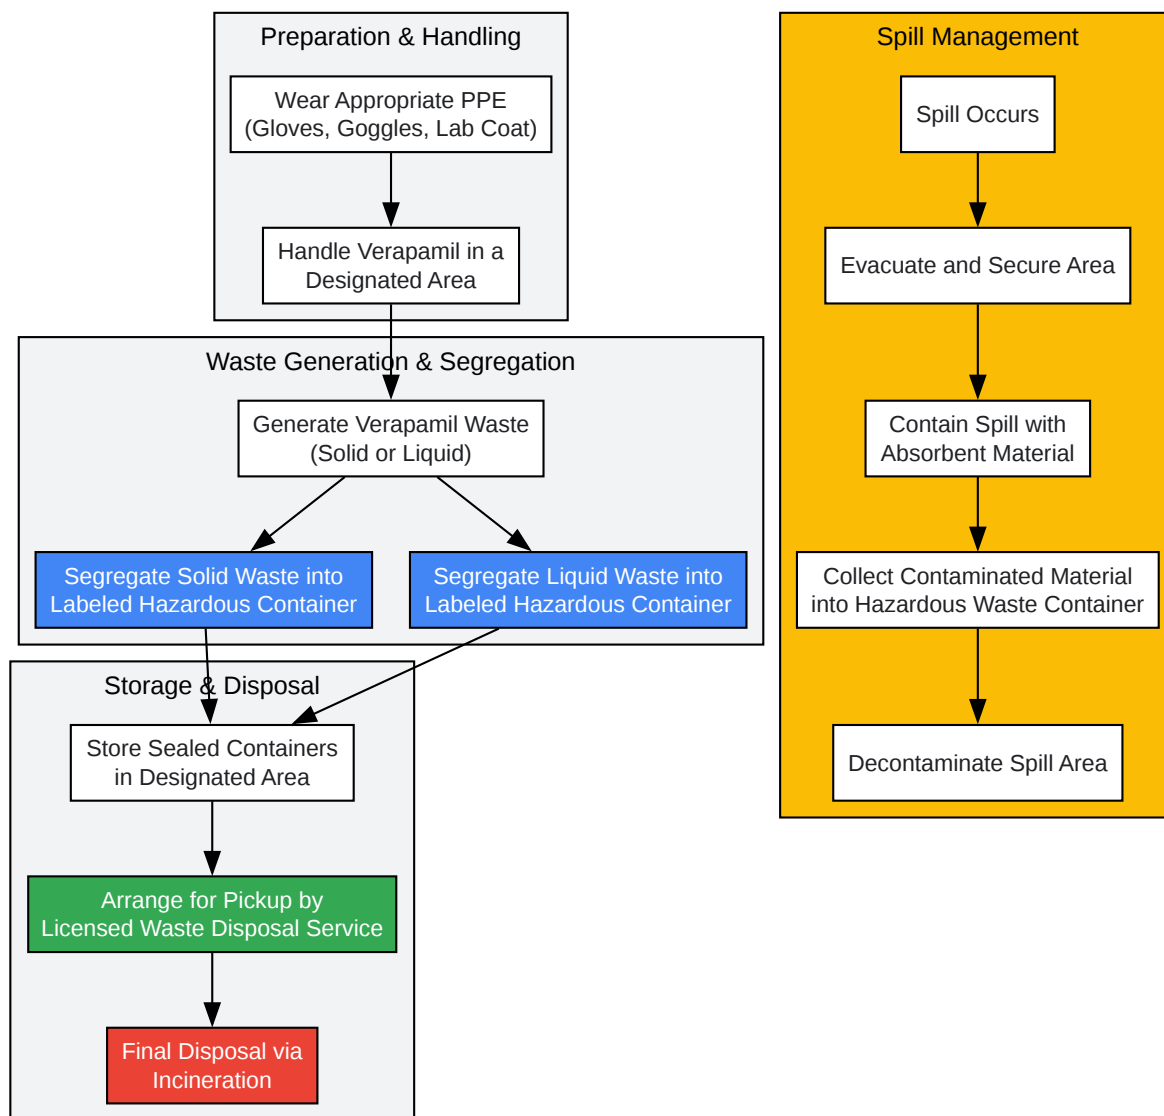 Preparation & Handling
Wear Appropriate PPE
(Gloves, Goggles, Lab Coat)
Handle Verapamil in a
Designated Area
Waste Generation & Segregation
Generate Verapamil Waste
(Solid or Liquid)
Segregate Solid Waste into
Labeled Hazardous Container
Segregate Liquid Waste into
Labeled Hazardous Container
Storage & Disposal
Store Sealed Containers
in Designated Area
Arrange for Pickup by
Licensed Waste Disposal Service
Final Disposal via
Incineration
Spill Management
Spill Occurs
Evacuate and Secure Area
Contain Spill with
Absorbent Material
Collect Contaminated Material
into Hazardous Waste Container
Decontaminate Spill Area